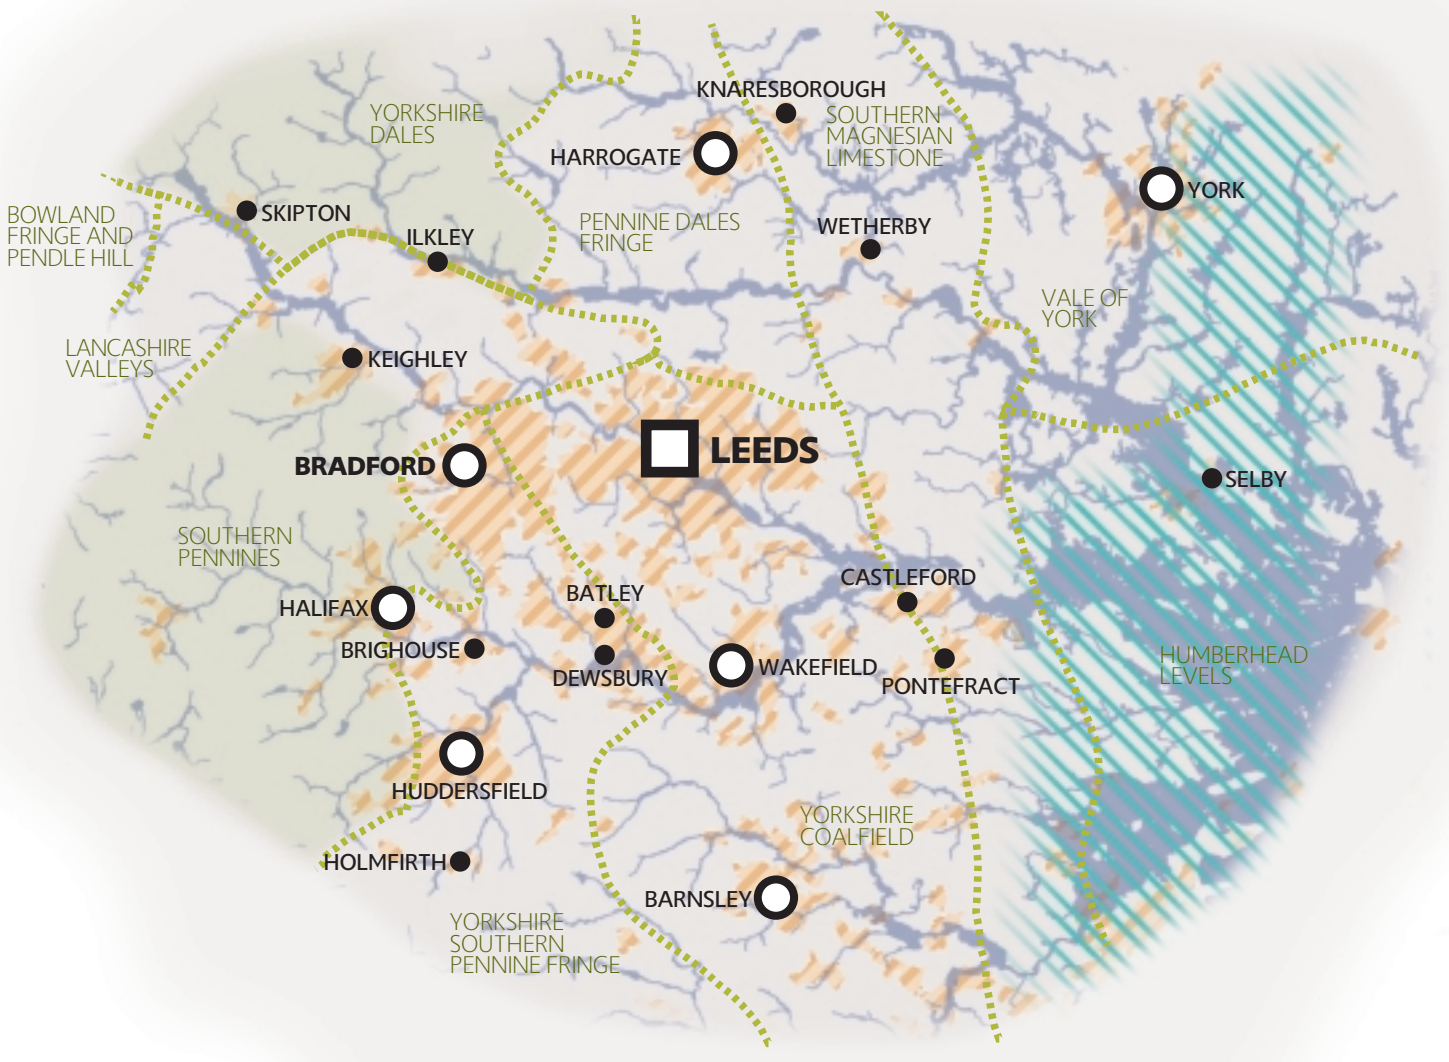 KNARESBOROUGH
YORKSHIRE
DALES
SOUTHERN
MAGNESIAN
LIMESTONE
HARROGATE
YORK
SKIPTON
BOWLAND
FRINGE AND
PENDLE HILL
PENNINE DALES
FRINGE
WETHERBY
ILKLEY
VALE OF
YORK
LANCASHIRE
VALLEYS
KEIGHLEY
LEEDS
BRADFORD
SELBY
SOUTHERN
PENNINES
CASTLEFORD
BATLEY
HALIFAX
BRIGHOUSE
DEWSBURY
WAKEFIELD
PONTEFRACT
HUMBERHEAD
LEVELS
HUDDERSFIELD
YORKSHIRE
COALFIELD
HOLMFIRTH
BARNSLEY
YORKSHIRE
SOUTHERN
PENNINE FRINGE